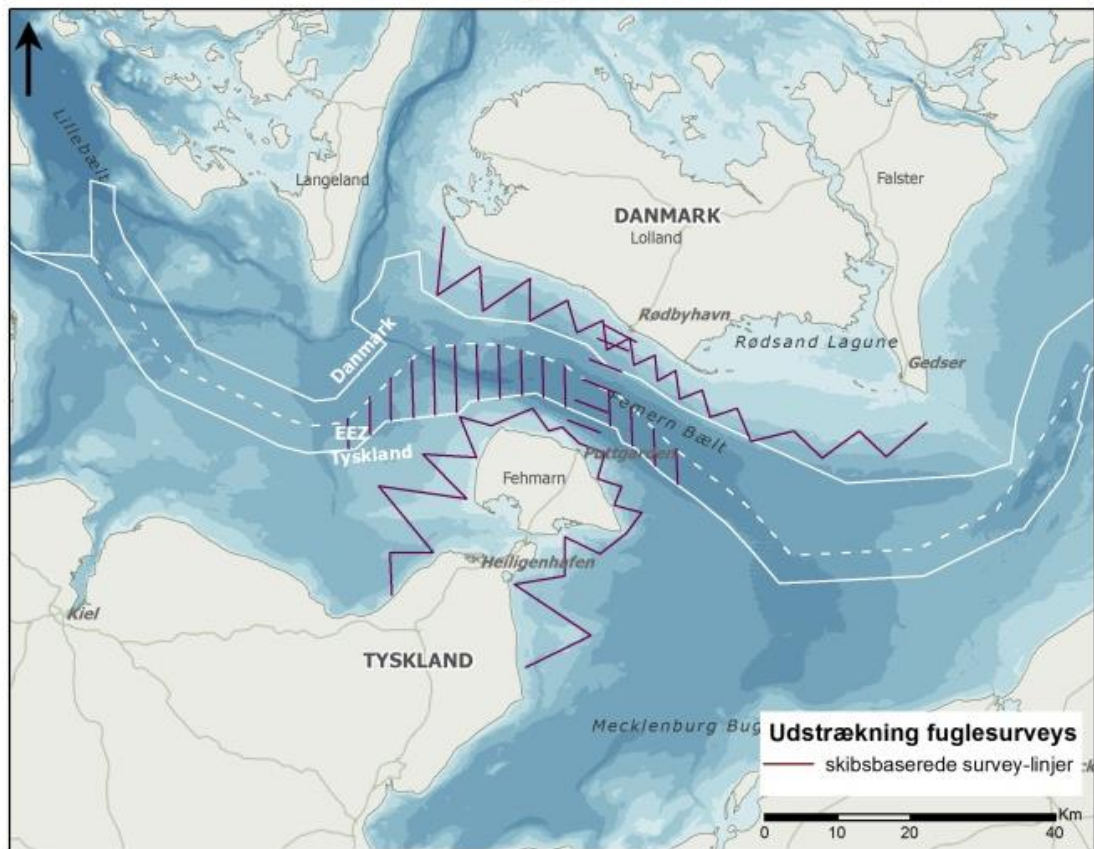 Lillebælt
Langeland
Falster
DANMARK
Lolland
Rødbyhavn
Rødsand Lagune
Gedser
Danmark
EEZ
Tyskland
Femern Bælt
Puttgarden
Fehmarn
Heiligenhafen
Kiel
TYSKLAND
Mecklenburg Bug
Udstrækning fuglesurveys
skibsbaserede survey-linjer
Km
0 10 20 40